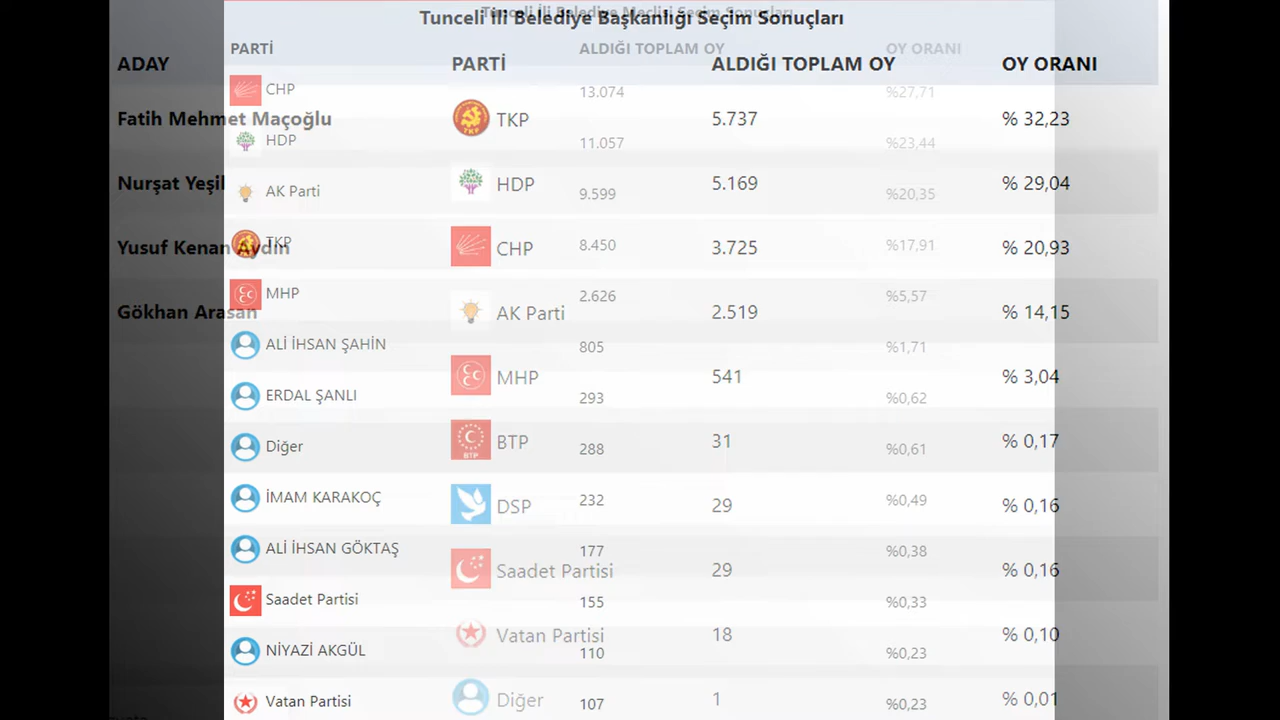 Tunceli İli Belediye Meclisi Seçim Sonuçları
Tunceli İli Belediye Başkanlığı Seçim Sonuçları
PARTİ ALDIĞI TOPLAM OY OY ORANI
ADAY PARTİ ALDIĞI TOPLAM OY OY ORANI
CHP 13.074 %27,71
Fatih Mehmet Maçoğlu TKP 5.737 % 32,23
HDP 11.057 %23,44
Nurşat Yeşil HDP 5.169 % 29,04
AK Parti 9.599 %20,35
TKP 8.450 %17,91
Yusuf Kenan Aydın CHP 3.725 % 20,93
MHP 2.626 %5,57
Gökhan Arasan AK Parti 2.519 % 14,15
ALİ İHSAN ŞAHİN 805 %1,71
MHP 541 % 3,04
ERDAL ŞANLI 293 %0,62
BTP BTP 31 % 0,17
Diğer 288 %0,61
İMAM KARAKOÇ 232 %0,49
DSP 29 % 0,16
ALİ İHSAN GÖKTAŞ 177 %0,38
Saadet Partisi 29 % 0,16
Saadet Partisi 155 %0,33
Vatan Partisi 18 % 0,10
NİYAZİ AKGÜL 110 %0,23
Diğer 1 % 0,01
Vatan Partisi 107 %0,23